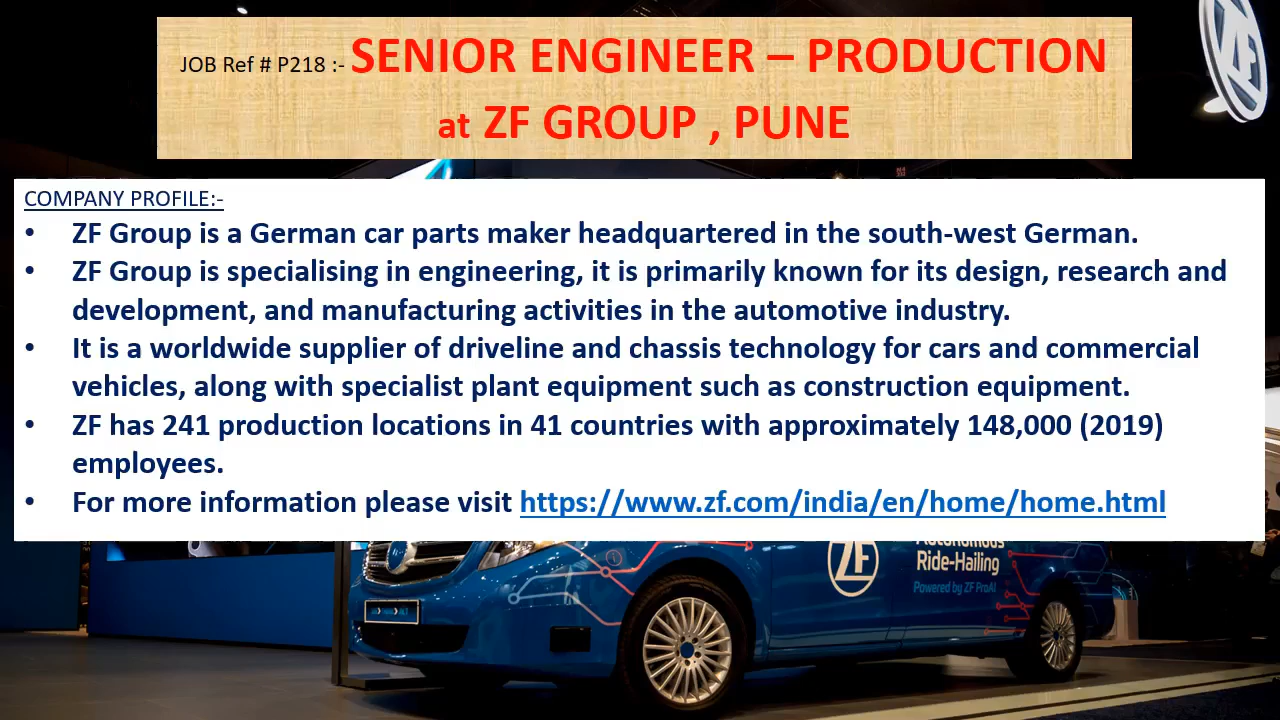 JOB Ref # P218 :- SENIOR ENGINEER – PRODUCTION
at ZF GROUP , PUNE
ZF
COMPANY PROFILE:-
• ZF Group is a German car parts maker headquartered in the south-west German.
• ZF Group is specialising in engineering, it is primarily known for its design, research and
development, and manufacturing activities in the automotive industry.
• It is a worldwide supplier of driveline and chassis technology for cars and commercial
vehicles, along with specialist plant equipment such as construction equipment.
• ZF has 241 production locations in 41 countries with approximately 148,000 (2019)
employees.
• For more information please visit https://www.zf.com/india/en/home/home.html
ZF
Autonomous
Ride-Hailing
Powered by ZF ProAI